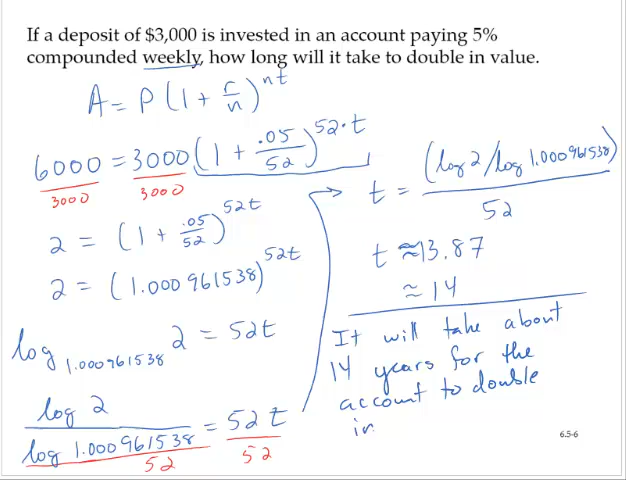 If a deposit of $3,000 is invested in an account paying 5%
compounded weekly, how long will it take to double in value.
A = P (1 + r/n)^nt
6000 = 3000 (1 + .05/52)^52·t
3000 3000
2 = (1 + .05/52)^52t
2 = (1.000961538)^52t
log 1.000961538 2 = 52t
log 2 / log 1.000961538 = 52t
52 52
t = (log 2 / log 1.000961538) / 52
t ≈ 13.87
≈ 14
It will take about
14 years for the
account to double
in
6.5-6